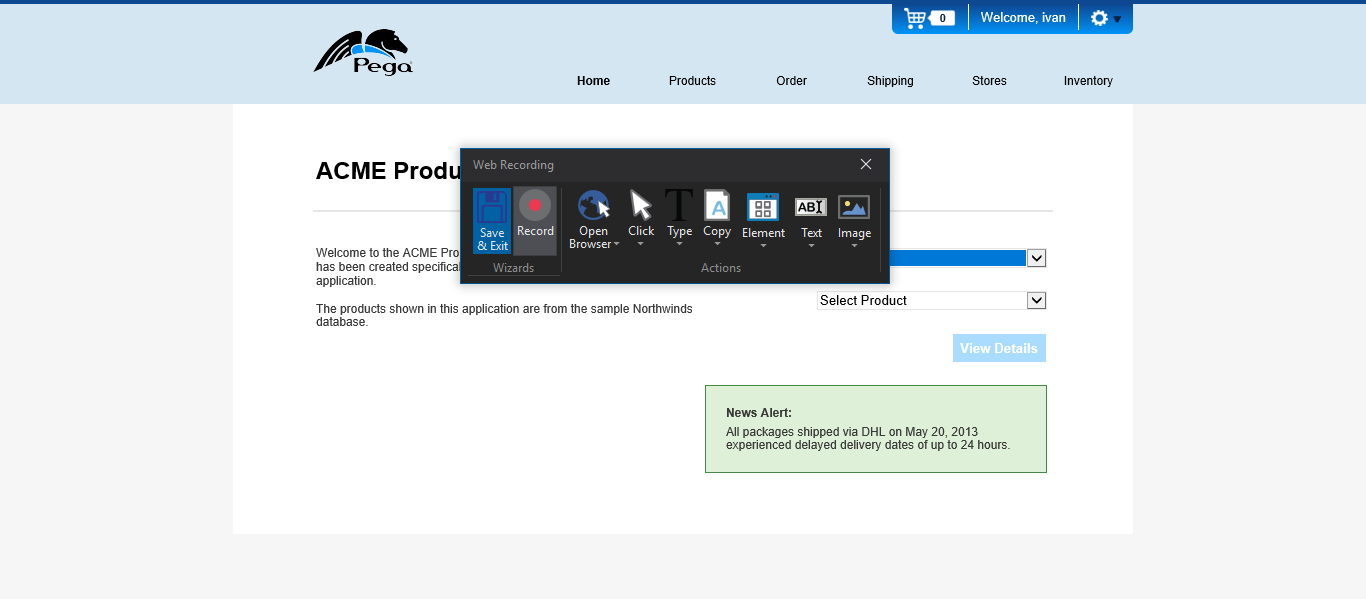 0
Welcome, ivan
Pega
Home
Products
Order
Shipping
Stores
Inventory
ACME Produ
Web Recording
Save
& Exit
Record
Open
Browser
Click
Type
Copy
Element
Text
Image
Wizards
Actions
Welcome to the ACME Pro
has been created specifical
application.
The products shown in this application are from the sample Northwinds
database.
Select Product
View Details
News Alert:
All packages shipped via DHL on May 20, 2013
experienced delayed delivery dates of up to 24 hours.